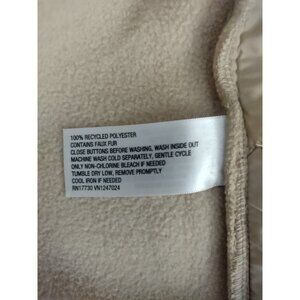 100% RECYCLED POLYESTER
CONTAINS FAUX FUR
CLOSE BUTTONS BEFORE WASHING, WASH INSIDE OUT
MACHINE WASH COLD SEPARATELY, GENTLE CYCLE
ONLY NON-CHLORINE BLEACH IF NEEDED
TUMBLE DRY LOW, REMOVE PROMPTLY
COOL IRON IF NEEDED
RN17730 VN1247024